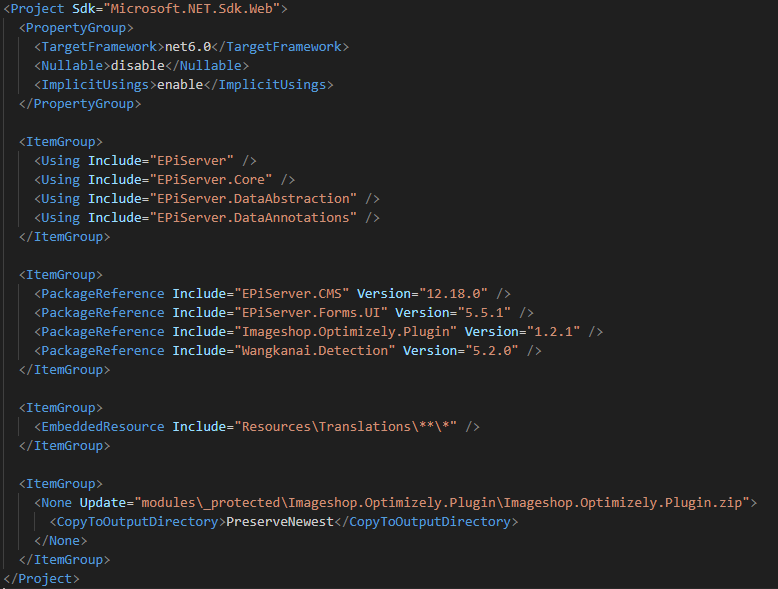 <Project Sdk="Microsoft.NET.Sdk.Web">
<PropertyGroup>
<TargetFramework>net6.0</TargetFramework>
<Nullable>disable</Nullable>
<ImplicitUsings>enable</ImplicitUsings>
</PropertyGroup>
<ItemGroup>
<Using Include="EPiServer" />
<Using Include="EPiServer.Core" />
<Using Include="EPiServer.DataAbstraction" />
<Using Include="EPiServer.DataAnnotations" />
</ItemGroup>
<ItemGroup>
<PackageReference Include="EPiServer.CMS" Version="12.18.0" />
<PackageReference Include="EPiServer.Forms.UI" Version="5.5.1" />
<PackageReference Include="Imageshop.Optimizely.Plugin" Version="1.2.1" />
<PackageReference Include="Wangkanai.Detection" Version="5.2.0" />
</ItemGroup>
<ItemGroup>
<EmbeddedResource Include="Resources\Translations\**\*" />
</ItemGroup>
<ItemGroup>
<None Update="modules\_protected\Imageshop.Optimizely.Plugin\Imageshop.Optimizely.Plugin.zip">
<CopyToOutputDirectory>PreserveNewest</CopyToOutputDirectory>
</None>
</ItemGroup>
</Project>